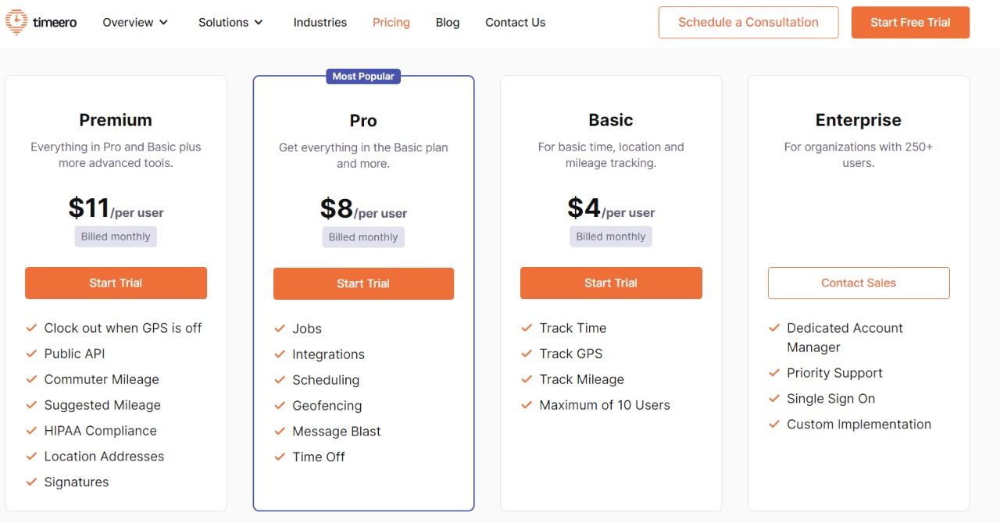 timeero
Overview
Solutions
Industries
Pricing
Blog
Contact Us
Schedule a Consultation
Start Free Trial
Premium
Everything in Pro and Basic plus
more advanced tools.
$11/per user
Billed monthly
Start Trial
Clock out when GPS is off
Public API
Commuter Mileage
Suggested Mileage
HIPAA Compliance
Location Addresses
Signatures
Most Popular
Pro
Get everything in the Basic plan
and more.
$8/per user
Billed monthly
Start Trial
Jobs
Integrations
Scheduling
Geofencing
Message Blast
Time Off
Basic
For basic time, location and
mileage tracking.
$4/per user
Billed monthly
Start Trial
Track Time
Track GPS
Track Mileage
Maximum of 10 Users
Enterprise
For organizations with 250+
users.
Contact Sales
Dedicated Account
Manager
Priority Support
Single Sign On
Custom Implementation